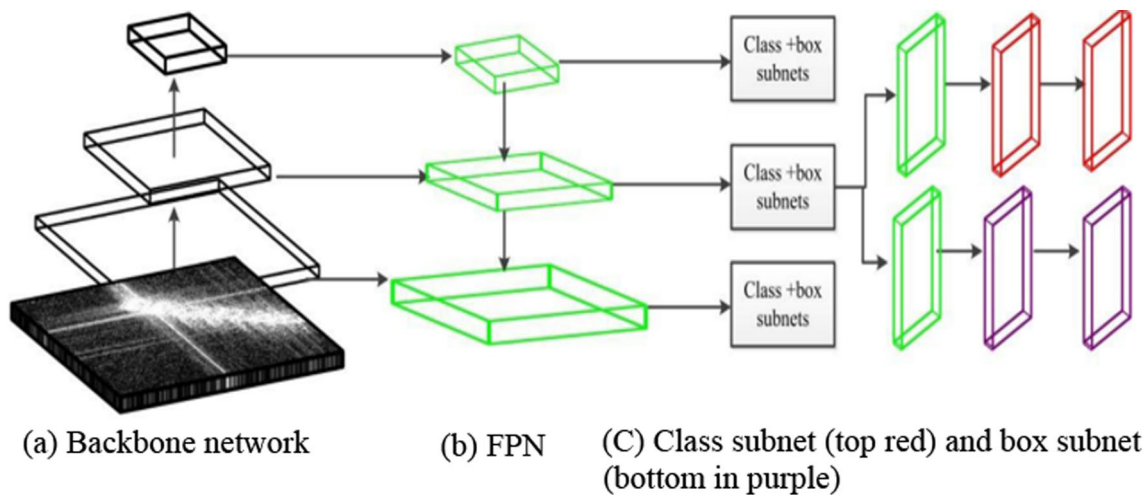 Class +box
subnets
Class +box
subnets
Class +box
subnets
(a) Backbone network
(b) FPN
(C) Class subnet (top red) and box subnet
(bottom in purple)